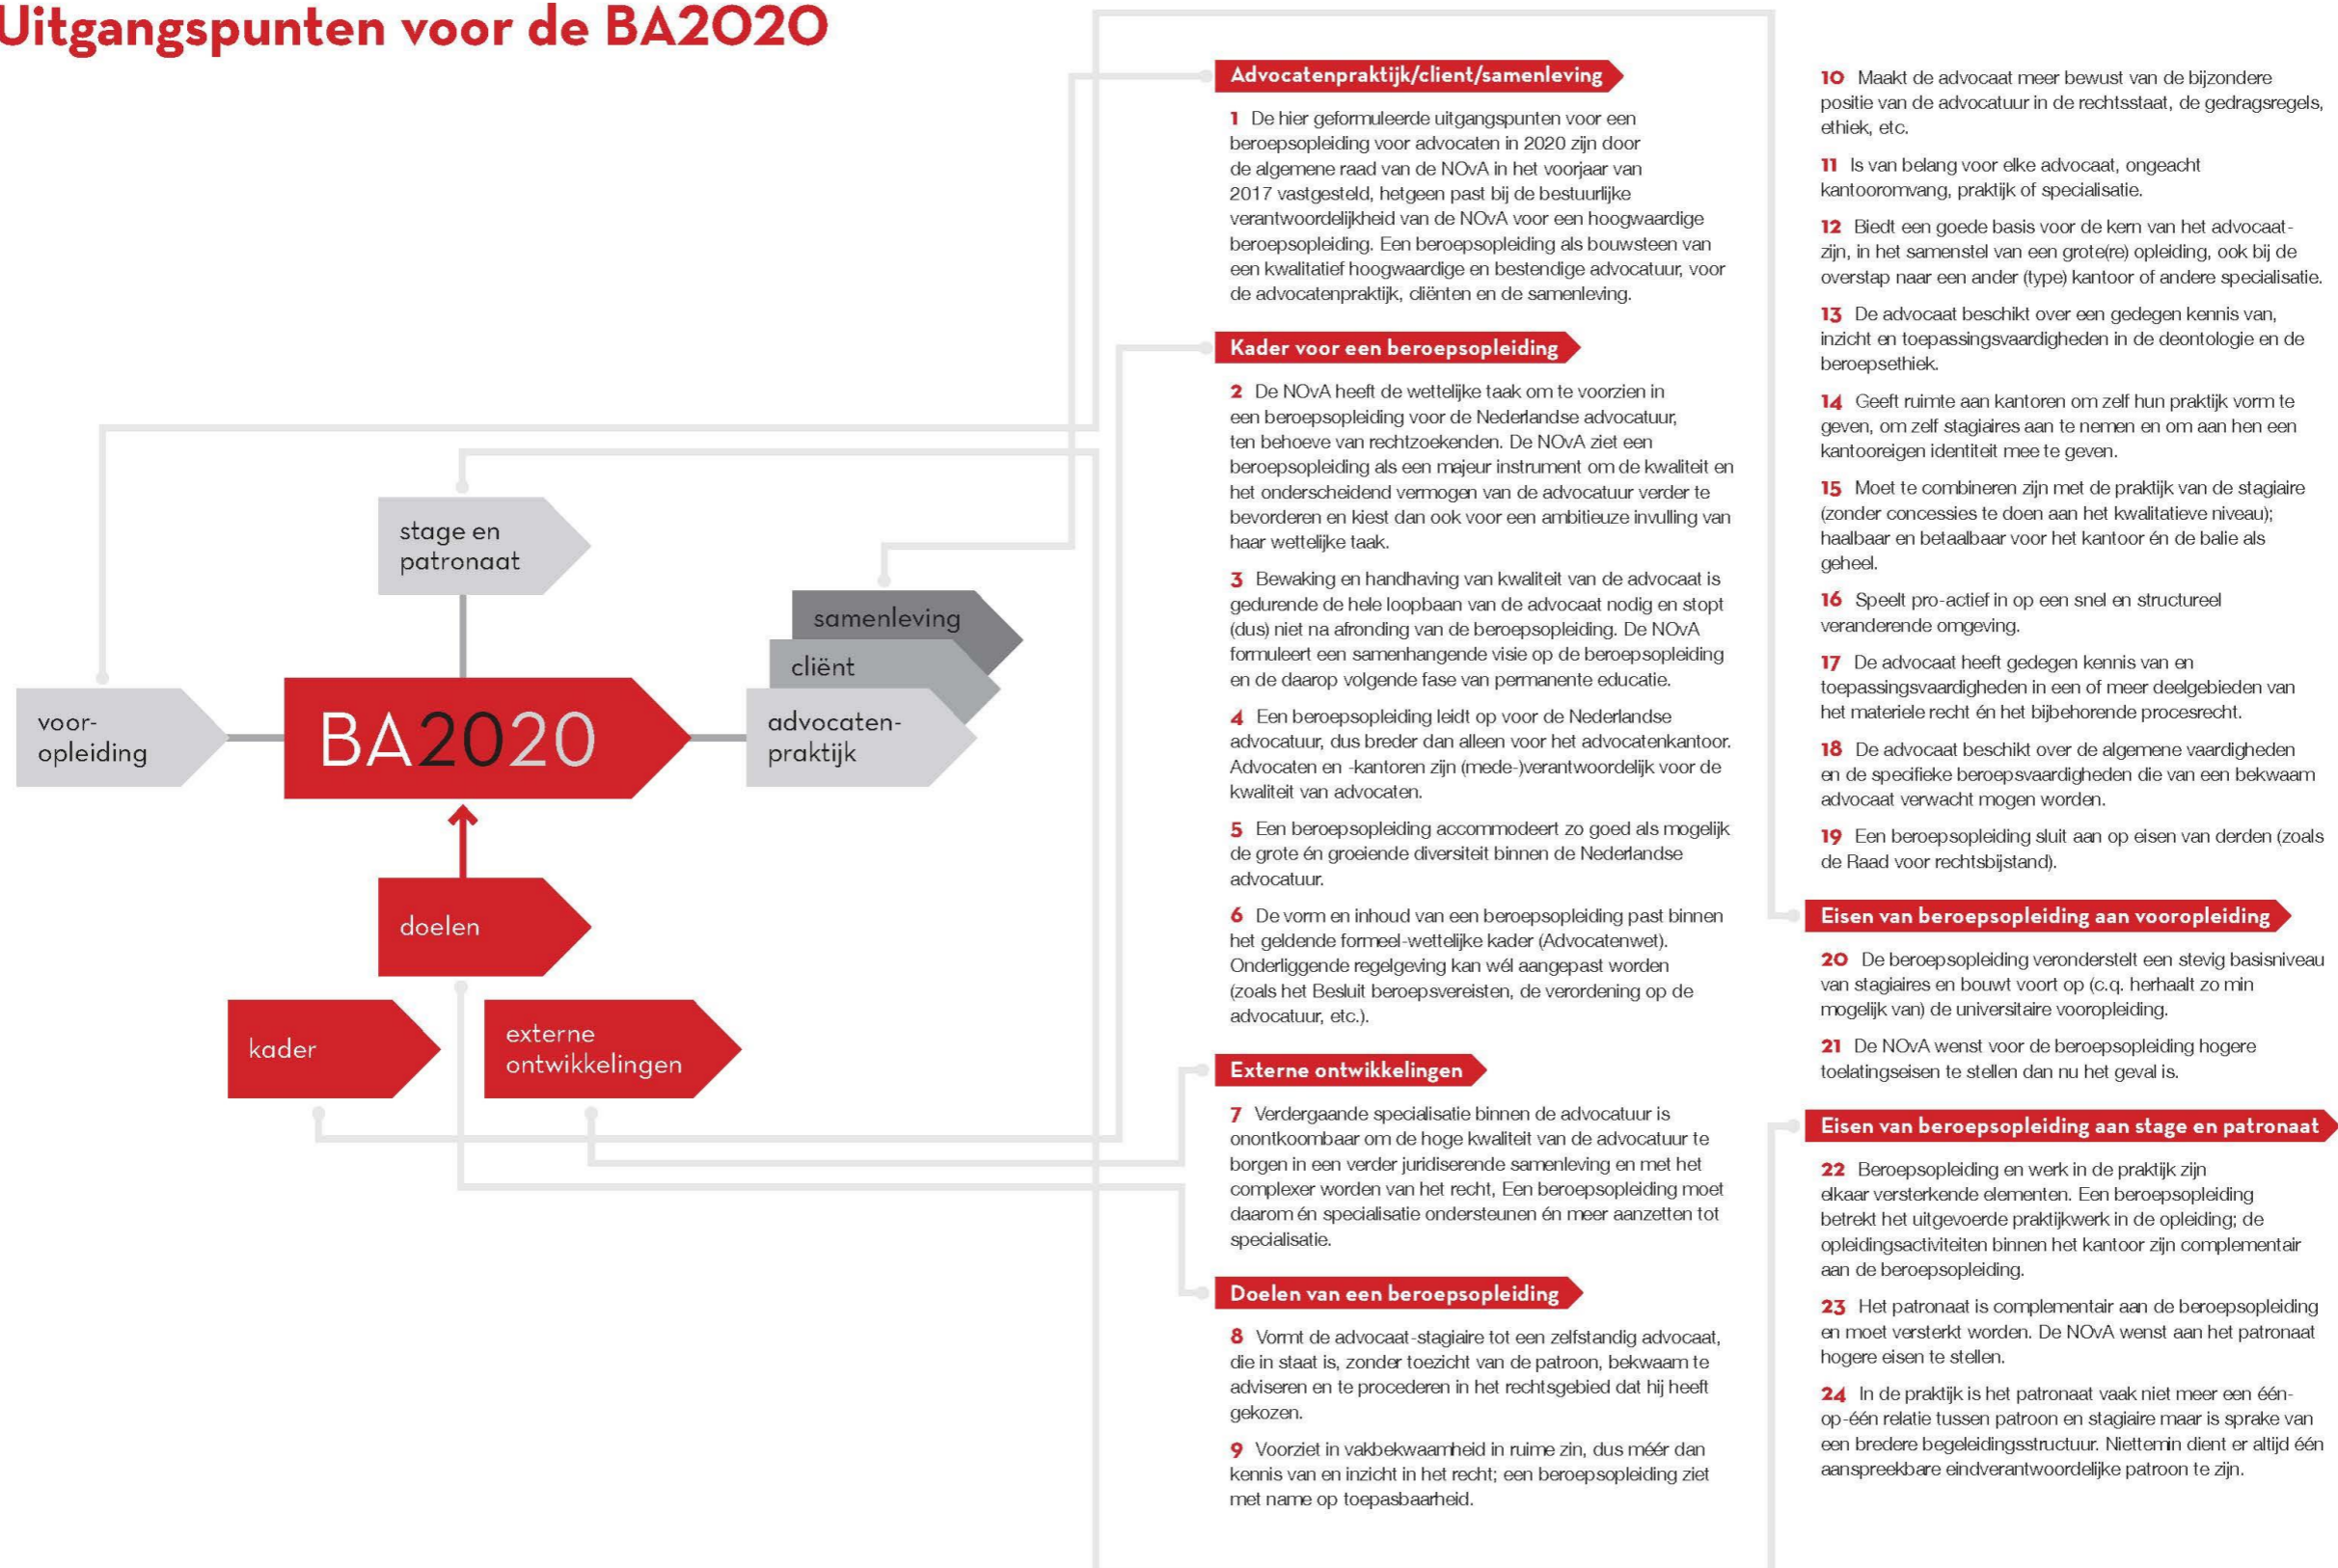 Uitgangspunten voor de BA2020
stage en
patronaat
samenleving
cliënt
advocaten-
praktijk
voor-
opleiding
BA2020
doelen
kader
externe
ontwikkelingen
Advocatenpraktijk/client/samenleving
1 De hier geformuleerde uitgangspunten voor een
beroepsopleiding voor advocaten in 2020 zijn door
de algemene raad van de NOvA in het voorjaar van
2017 vastgesteld, hetgeen past bij de bestuurlijke
verantwoordelijkheid van de NOvA voor een hoogwaardige
beroepsopleiding. Een beroepsopleiding als bouwsteen van
een kwalitatief hoogwaardige en bestendige advocatuur, voor
de advocatenpraktijk, cliënten en de samenleving.
Kader voor een beroepsopleiding
2 De NOvA heeft de wettelijke taak om te voorzien in
een beroepsopleiding voor de Nederlandse advocatuur,
ten behoeve van rechtzoekenden. De NOvA ziet een
beroepsopleiding als een majeur instrument om de kwaliteit en
het onderscheidend vermogen van de advocatuur verder te
bevorderen en kiest dan ook voor een ambitieuze invulling van
haar wettelijke taak.
3 Bewaking en handhaving van kwaliteit van de advocaat is
gedurende de hele loopbaan van de advocaat nodig en stopt
(dus) niet na afronding van de beroepsopleiding. De NOvA
formuleert een samenhangende visie op de beroepsopleiding
en de daarop volgende fase van permanente educatie.
4 Een beroepsopleiding leidt op voor de Nederlandse
advocatuur, dus breder dan alleen voor het advocatenkantoor.
Advocaten en -kantoren zijn (mede-)verantwoordelijk voor de
kwaliteit van advocaten.
5 Een beroepsopleiding accommodeert zo goed als mogelijk
de grote én groeiende diversiteit binnen de Nederlandse
advocatuur.
6 De vorm en inhoud van een beroepsopleiding past binnen
het geldende formeel-wettelijke kader (Advocatenwet).
Onderliggende regelgeving kan wél aangepast worden
(zoals het Besluit beroepsvereisten, de verordening op de
advocatuur, etc.).
Externe ontwikkelingen
7 Verdergaande specialisatie binnen de advocatuur is
onontkoombaar om de hoge kwaliteit van de advocatuur te
borgen in een verder juridiserende samenleving en met het
complexer worden van het recht, Een beroepsopleiding moet
daarom én specialisatie ondersteunen én meer aanzetten tot
specialisatie.
Doelen van een beroepsopleiding
8 Vormt de advocaat-stagiaire tot een zelfstandig advocaat,
die in staat is, zonder toezicht van de patroon, bekwaam te
adviseren en te procederen in het rechtsgebied dat hij heeft
gekozen.
9 Voorziet in vakbekwaamheid in ruime zin, dus méér dan
kennis van en inzicht in het recht; een beroepsopleiding ziet
met name op toepasbaarheid.
10 Maakt de advocaat meer bewust van de bijzondere
positie van de advocatuur in de rechtsstaat, de gedragsregels,
ethiek, etc.
11 Is van belang voor elke advocaat, ongeacht
kantooromvang, praktijk of specialisatie.
12 Biedt een goede basis voor de kern van het advocaat-
zijn, in het samenstel van een grote(re) opleiding, ook bij de
overstap naar een ander (type) kantoor of andere specialisatie.
13 De advocaat beschikt over een gedegen kennis van,
inzicht en toepassingsvaardigheden in de deontologie en de
beroepsethiek.
14 Geeft ruimte aan kantoren om zelf hun praktijk vorm te
geven, om zelf stagiaires aan te nemen en om aan hen een
kantooreigen identiteit mee te geven.
15 Moet te combineren zijn met de praktijk van de stagiaire
(zonder concessies te doen aan het kwalitatieve niveau);
haalbaar en betaalbaar voor het kantoor én de balie als
geheel.
16 Speelt pro-actief in op een snel en structureel
veranderende omgeving.
17 De advocaat heeft gedegen kennis van en
toepassingsvaardigheden in een of meer deelgebieden van
het materiele recht én het bijbehorende procesrecht.
18 De advocaat beschikt over de algemene vaardigheden
en de specifieke beroepsvaardigheden die van een bekwaam
advocaat verwacht mogen worden.
19 Een beroepsopleiding sluit aan op eisen van derden (zoals
de Raad voor rechtsbijstand).
Eisen van beroepsopleiding aan vooropleiding
20 De beroepsopleiding veronderstelt een stevig basisniveau
van stagiaires en bouwt voort op (c.q. herhaalt zo min
mogelijk van) de universitaire vooropleiding.
21 De NOvA wenst voor de beroepsopleiding hogere
toelatingseisen te stellen dan nu het geval is.
Eisen van beroepsopleiding aan stage en patronaat
22 Beroepsopleiding en werk in de praktijk zijn
elkaar versterkende elementen. Een beroepsopleiding
betrekt het uitgevoerde praktijkwerk in de opleiding; de
opleidingsactiviteiten binnen het kantoor zijn complementair
aan de beroepsopleiding.
23 Het patronaat is complementair aan de beroepsopleiding
en moet versterkt worden. De NOvA wenst aan het patronaat
hogere eisen te stellen.
24 In de praktijk is het patronaat vaak niet meer een één-
op-één relatie tussen patroon en stagiaire maar is sprake van
een bredere begeleidingsstructuur. Niettemin dient er altijd één
aanspreekbare eindverantwoordelijke patroon te zijn.